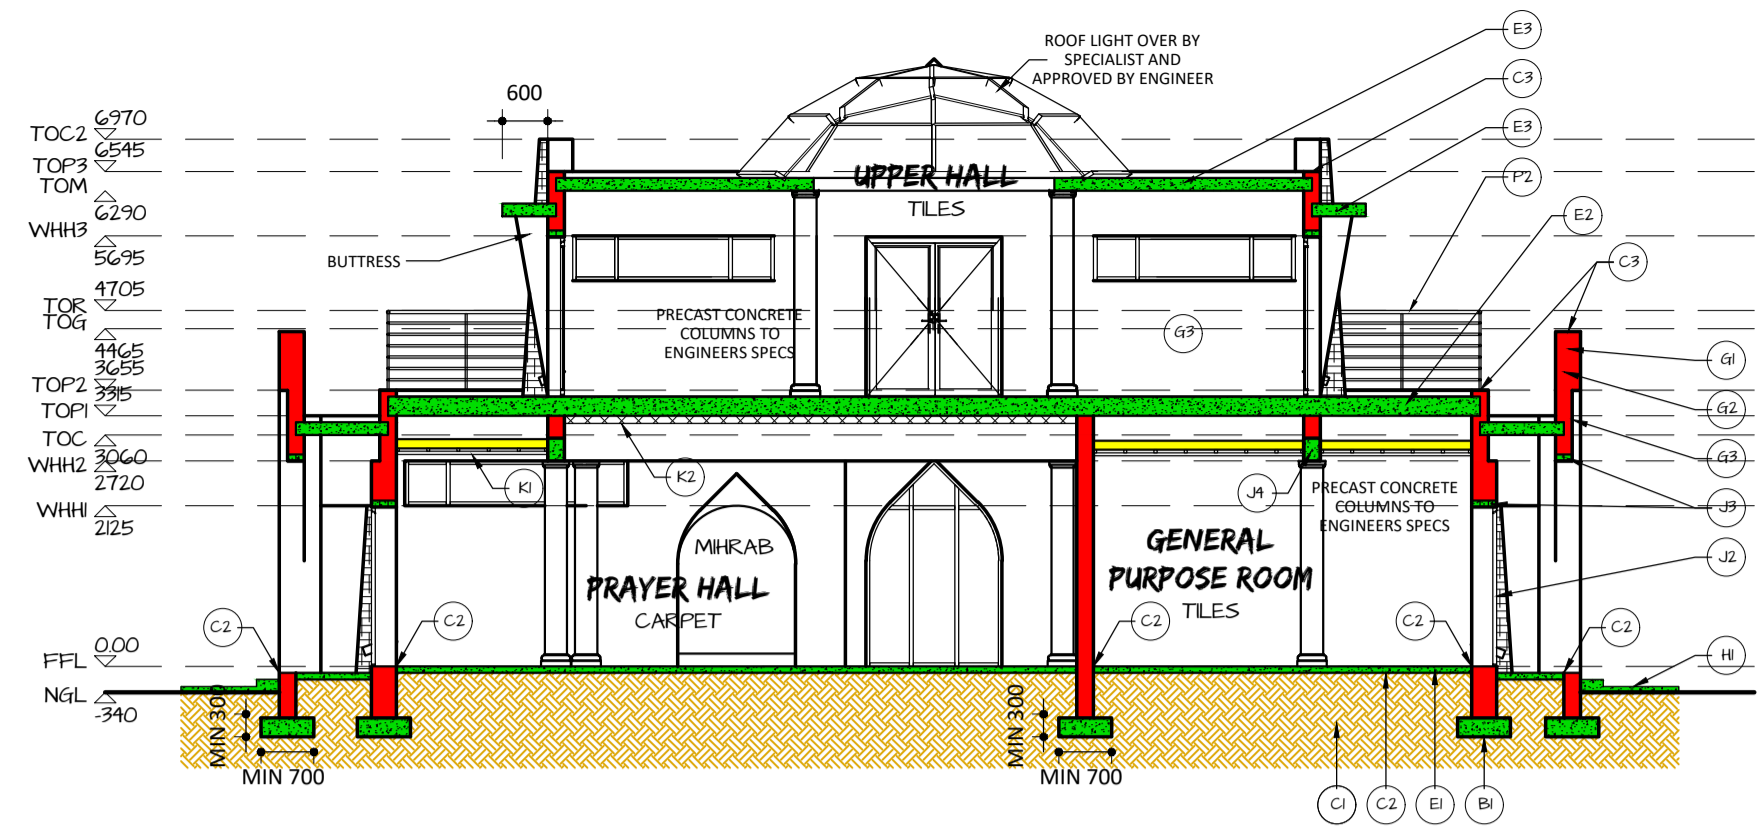 ROOF LIGHT OVER BY
SPECIALIST AND
APPROVED BY ENGINEER
E3
C3
E3
P2
E2
C3
G1
G2
G3
J3
J2
C2
H1
600
TOC2 6970
TOP3 6545
TOM 6290
WHH3 5695
TOR 4705
TOG 4465
TOP2 3655
TOP1 3315
TOC 3060
WHH2 2720
WHH1 2125
FFL 0.00
NGL -340
BUTTRESS
UPPER HALL
TILES
PRECAST CONCRETE
COLUMNS TO
ENGINEERS SPECS
G3
K1
K2
J4
PRECAST CONCRETE
COLUMNS TO
ENGINEERS SPECS
MIHRAB
PRAYER HALL
CARPET
GENERAL
PURPOSE ROOM
TILES
C2
C2
C2
C2
MIN 300
MIN 700
MIN 300
MIN 700
C1
C2
E1
B1